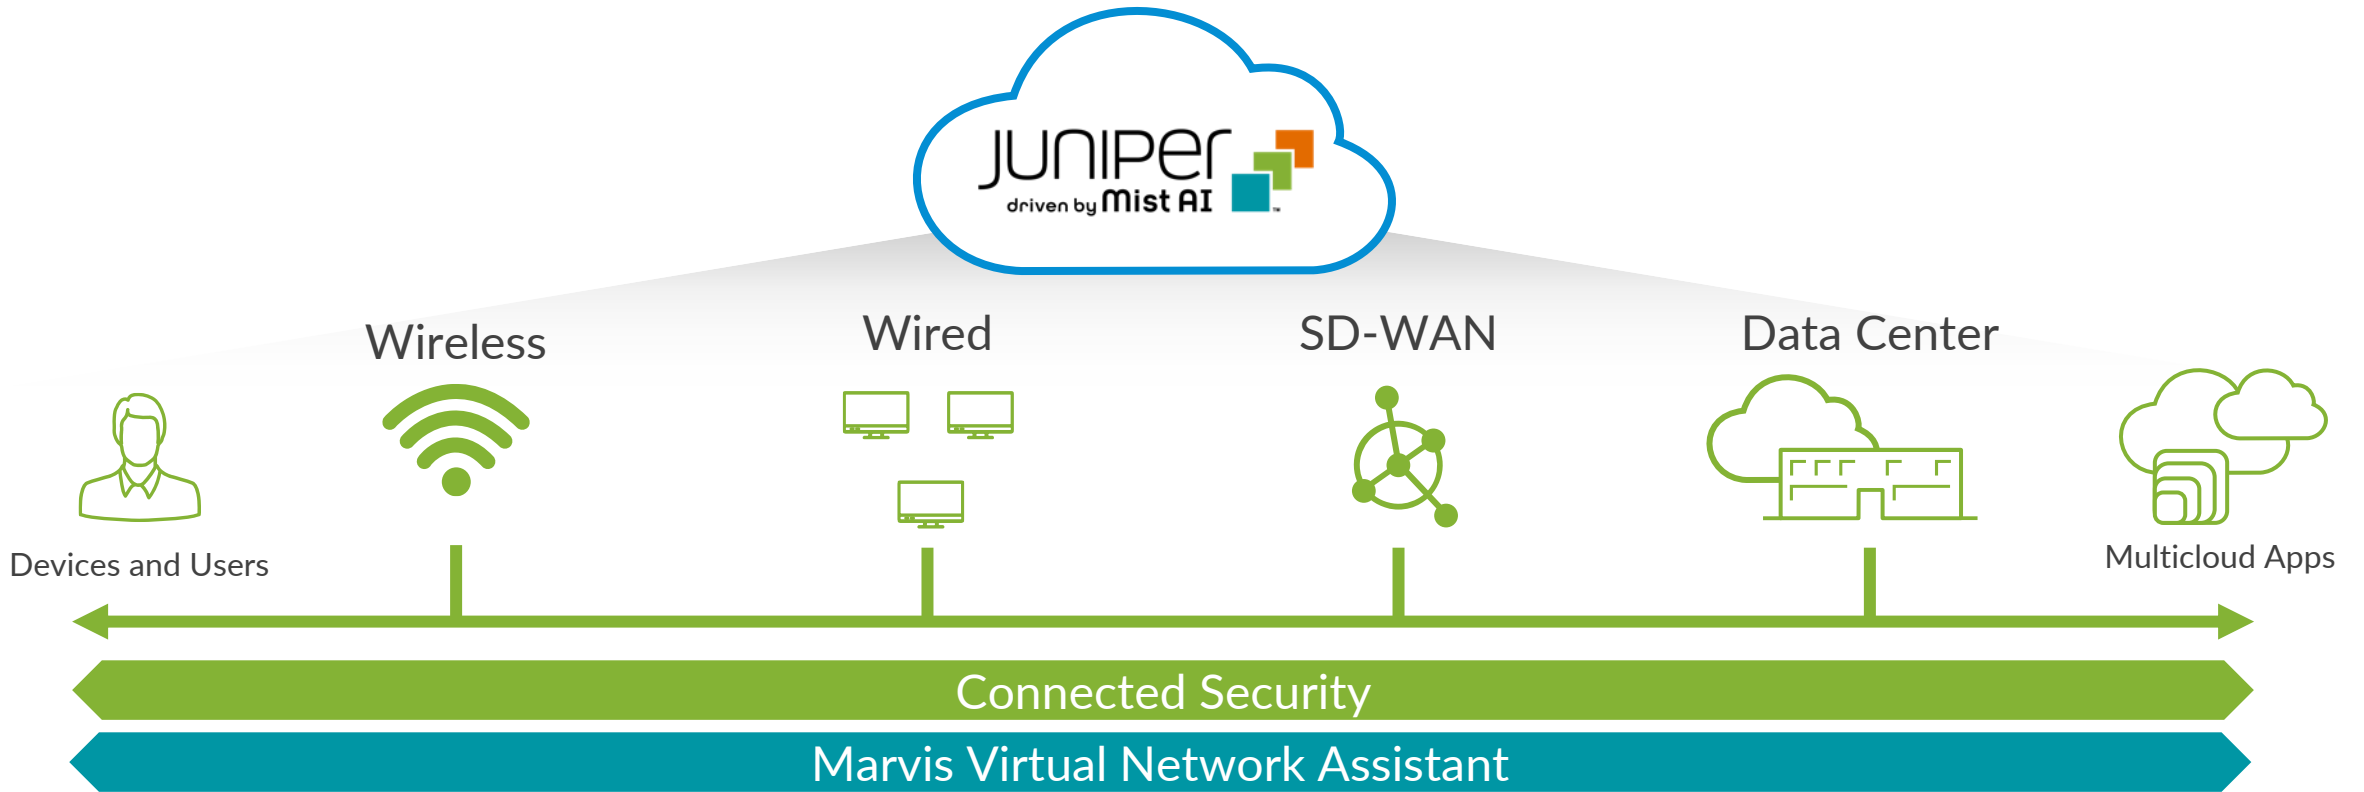 Juniper
driven by Mist AI
™
Wireless
Wired
SD-WAN
Data Center
Devices and Users
Multicloud Apps
Connected Security
Marvis Virtual Network Assistant